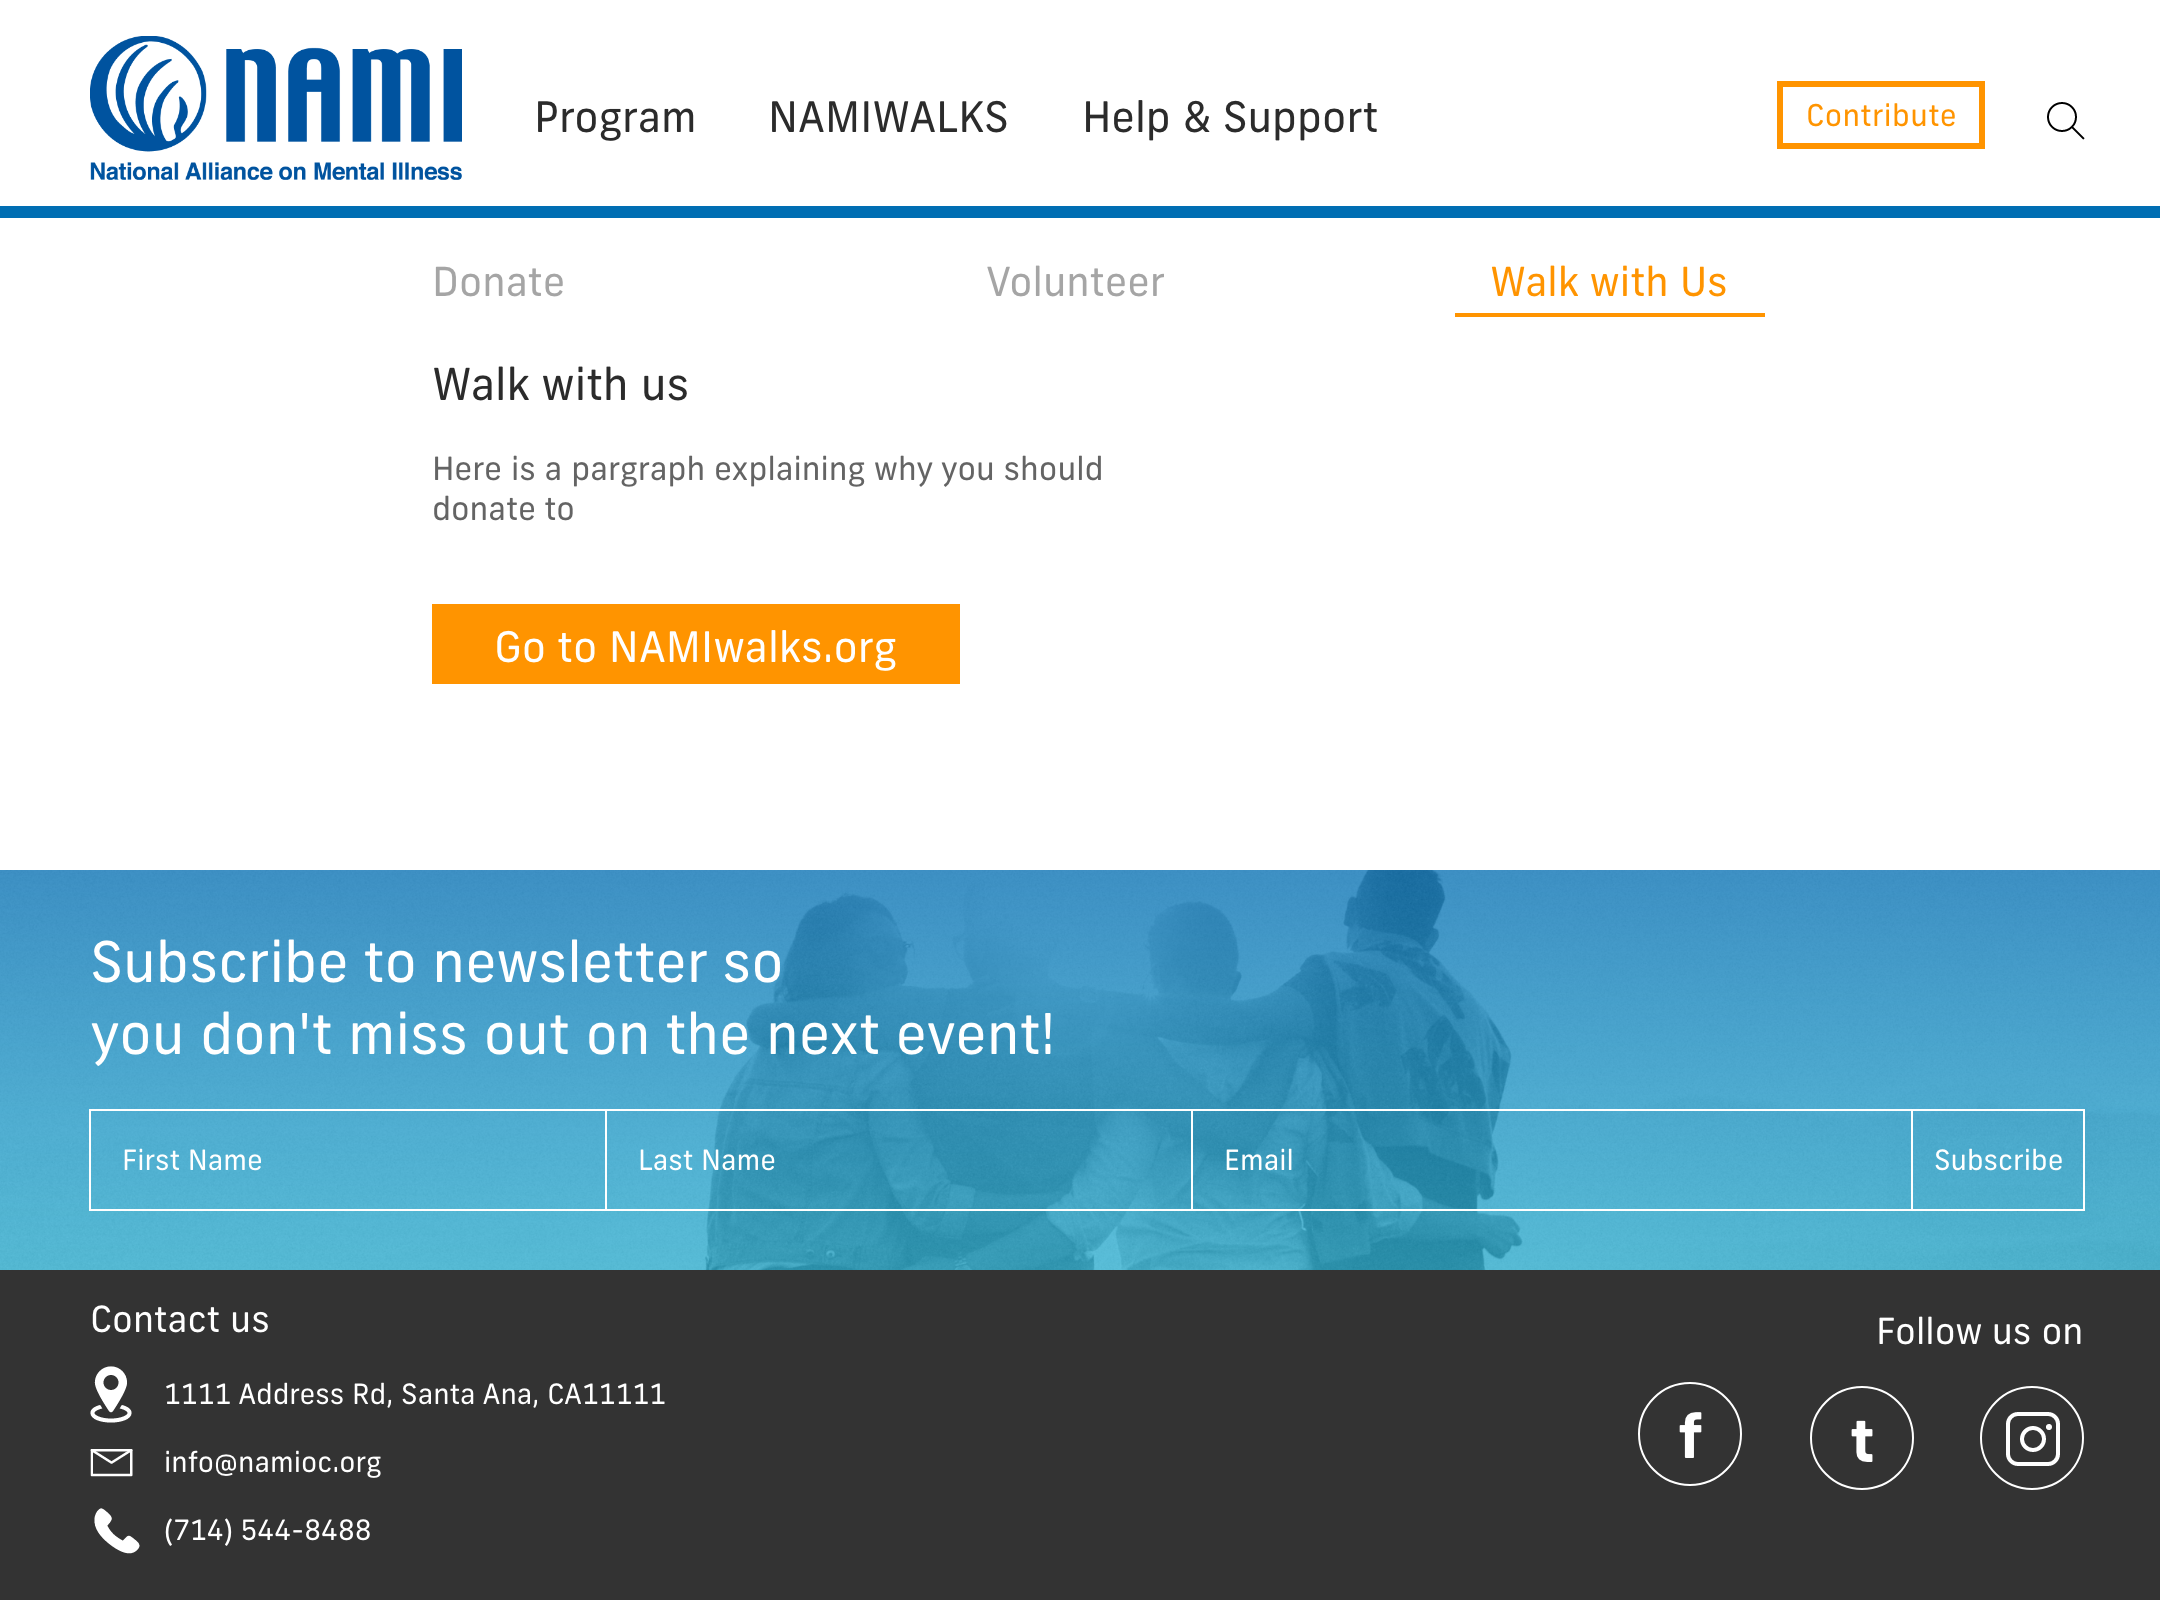 nAMI
National Alliance on Mental Illness
Program
NAMIWALKS
Help & Support
Contribute
Donate
Volunteer
Walk with Us
Walk with us
Here is a pargraph explaining why you should
donate to
Go to NAMIwalks.org
Subscribe to newsletter so
you don't miss out on the next event!
First Name
Last Name
Email
Subscribe
Contact us
1111 Address Rd, Santa Ana, CA11111
info@namioc.org
(714) 544-8488
Follow us on
f
t